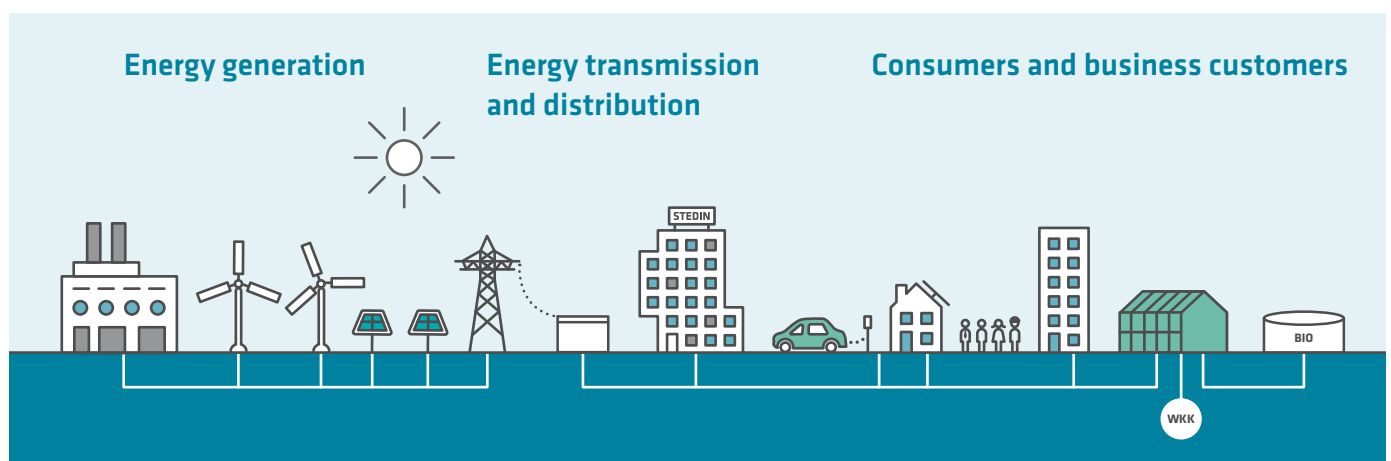 Energy generation
Energy transmission
and distribution
Consumers and business customers
STEDIN
BIO
WKK